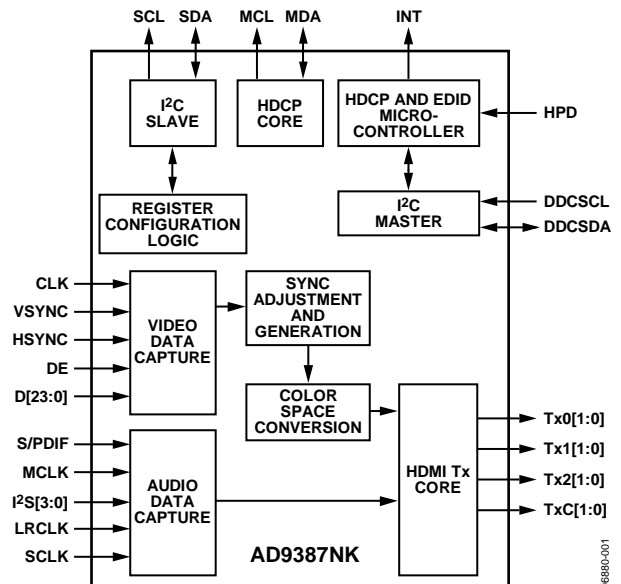 SCL SDA MCL MDA INT
I2C
SLAVE
HDCP
CORE
HDCP AND EDID
MICRO-
CONTROLLER
HPD
REGISTER
CONFIGURATION
LOGIC
I2C
MASTER
DDCSCL
DDCSDA
CLK
VSYNC
HSYNC
DE
D[23:0]
VIDEO
DATA
CAPTURE
SYNC
ADJUSTMENT
AND
GENERATION
COLOR
SPACE
CONVERSION
S/PDIF
MCLK
I2S[3:0]
LRCLK
SCLK
AUDIO
DATA
CAPTURE
HDMI Tx
CORE
Tx0[1:0]
Tx1[1:0]
Tx2[1:0]
TxC[1:0]
AD9387NK
6880-001